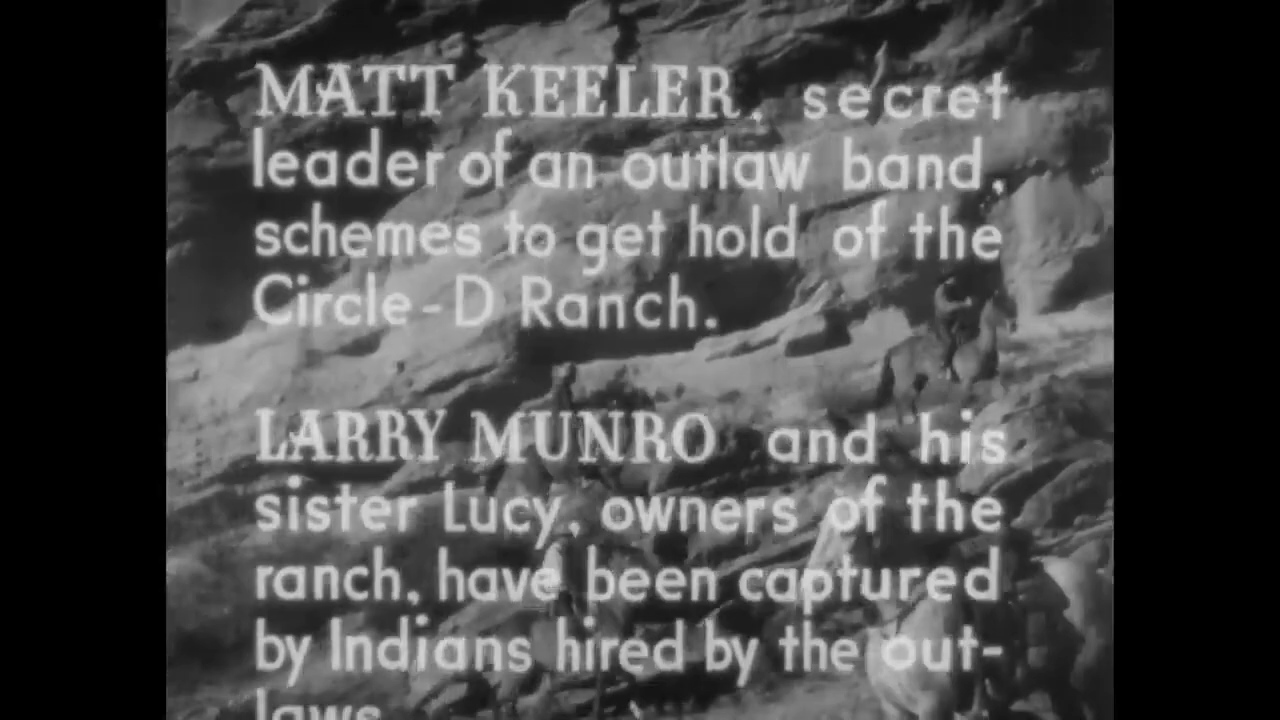 MATT KEELER, secret
leader of an outlaw band,
schemes to get hold of the
Circle-D Ranch.
LARRY MUNRO and his
sister Lucy, owners of the
ranch, have been captured
by Indians hired by the out-
laws